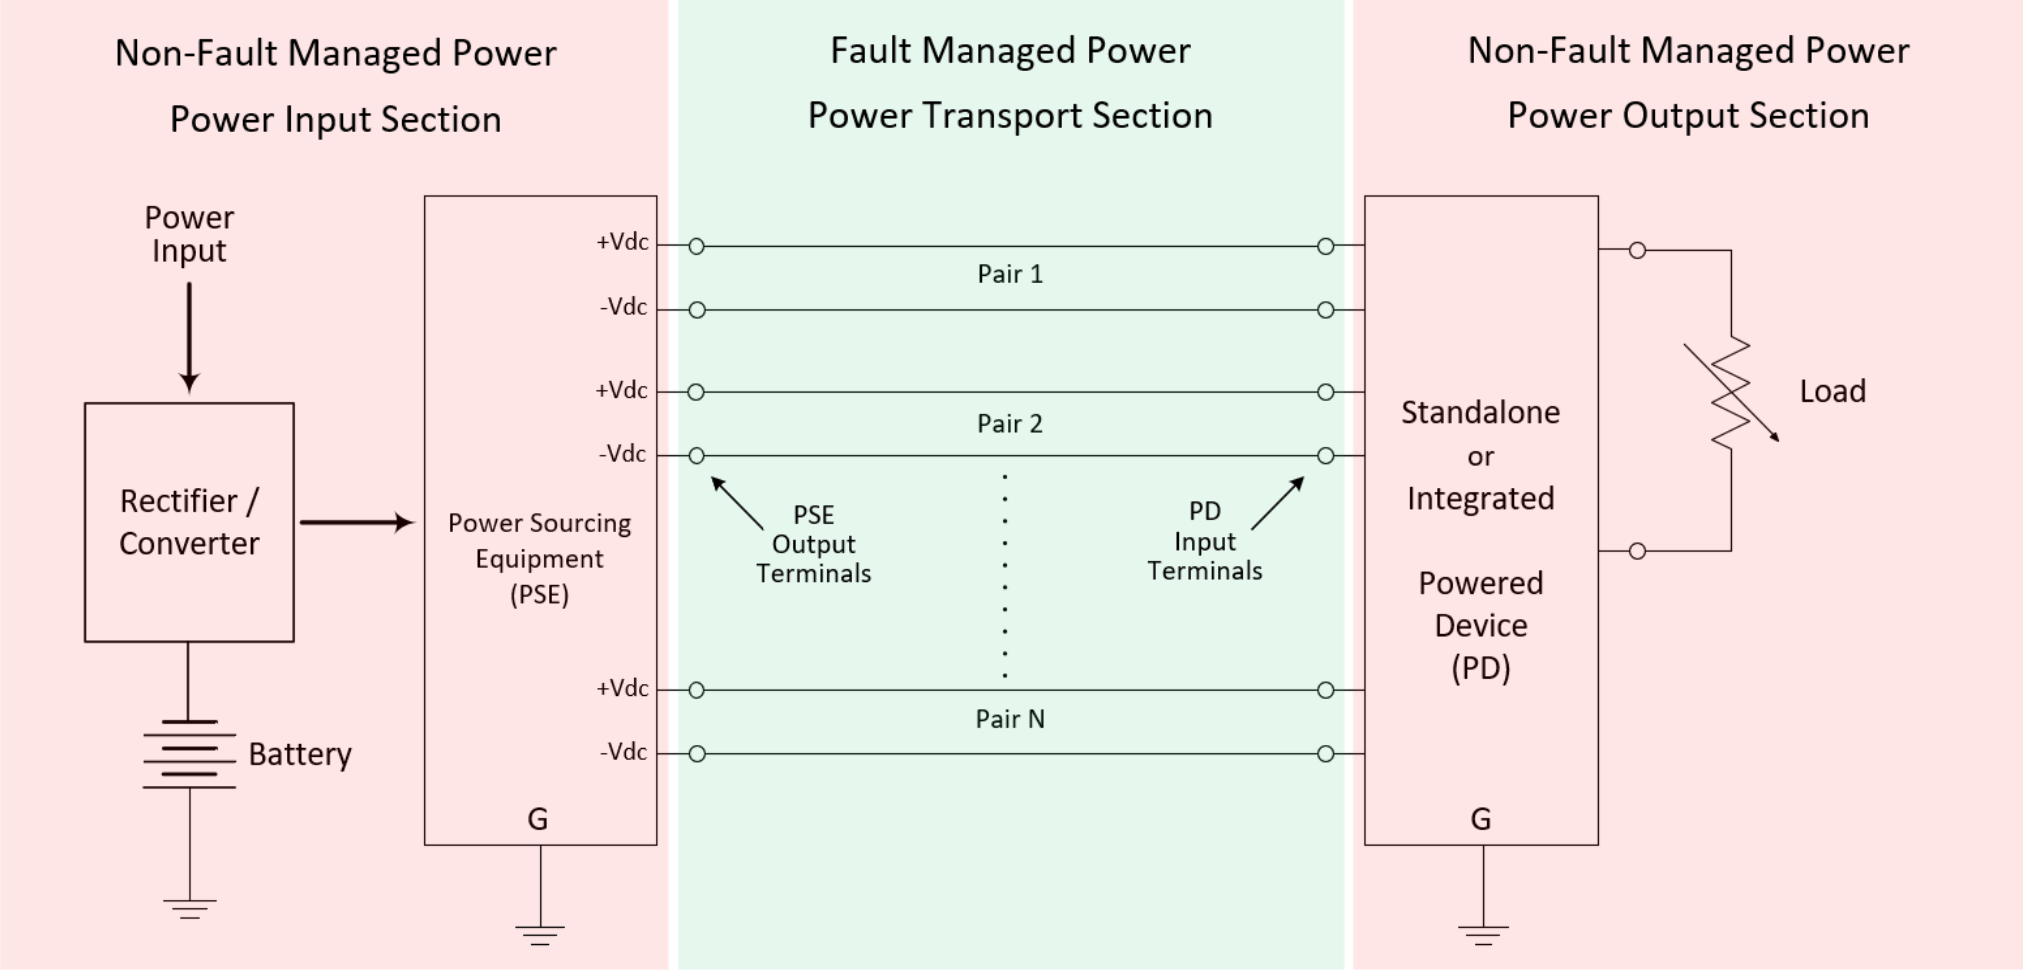 Non-Fault Managed Power
Power Input Section
Fault Managed Power
Power Transport Section
Non-Fault Managed Power
Power Output Section
Power
Input
Rectifier /
Converter
Battery
+Vdc
-Vdc
+Vdc
-Vdc
Power Sourcing
Equipment
(PSE)
+Vdc
-Vdc
G
Pair 1
Pair 2
PSE
Output
Terminals
PD
Input
Terminals
Pair N
Standalone
or
Integrated
Powered
Device
(PD)
G
Load